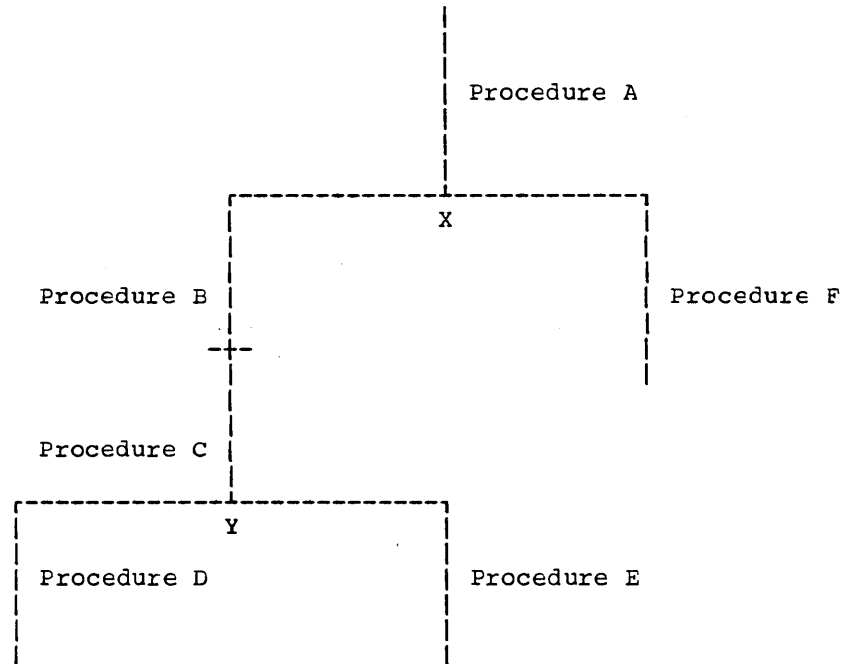 Procedure A
X
Procedure B
Procedure F
Procedure C
Y
Procedure D
Procedure E